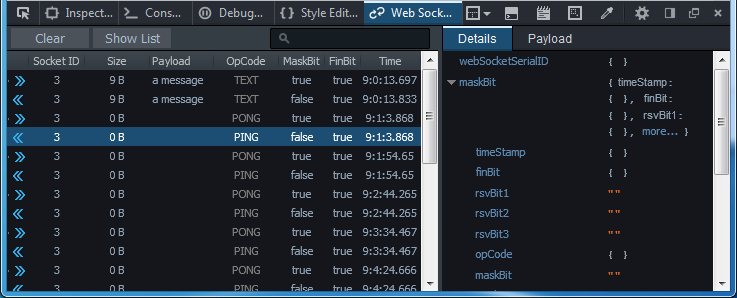 Inspect... Cons... Debug... Style Edit... Web Sock...
Clear Show List
Socket ID Size Payload OpCode MaskBit FinBit Time
3 9 B a message TEXT true true 9:0:13.697
3 9 B a message TEXT false true 9:0:13.833
3 0 B PONG true true 9:1:3.868
3 0 B PING false true 9:1:3.868
3 0 B PONG true true 9:1:54.65
3 0 B PING false true 9:1:54.65
3 0 B PONG true true 9:2:44.265
3 0 B PING false true 9:2:44.265
3 0 B PONG true true 9:3:34.467
3 0 B PING false true 9:3:34.467
3 0 B PONG true true 9:4:24.666
3 0 B PING false true 9:4:24.666
Details Payload
webSocketSerialID { }
maskBit { timeStamp:
{ }, finBit:
{ }, rsvBit1:
{ }, more... }
timeStamp { }
finBit { }
rsvBit1 ""
rsvBit2 ""
rsvBit3 ""
opCode { }
maskBit ""